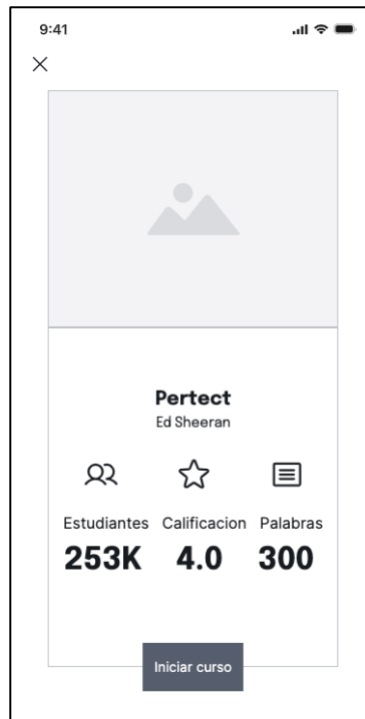 9:41
Pertect
Ed Sheeran
Estudiantes Calificacion Palabras
253K 4.0 300
Iniciar curso